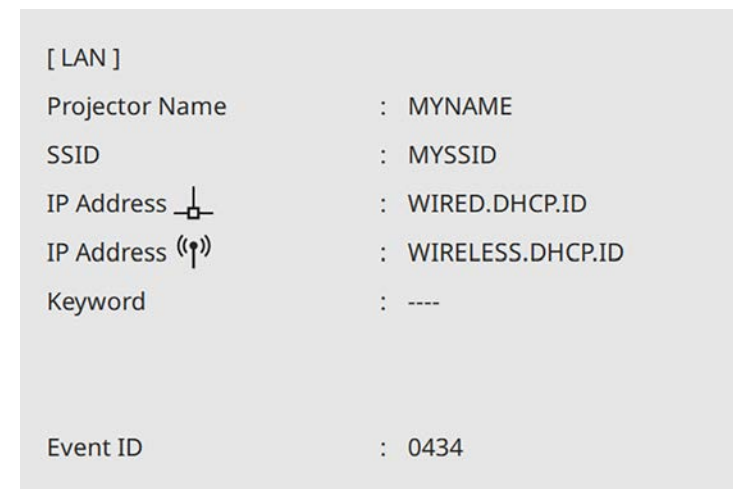 [ LAN ]
Projector Name : MYNAME
SSID : MYSSID
IP Address : WIRED.DHCP.ID
IP Address : WIRELESS.DHCP.ID
Keyword : ----
Event ID : 0434